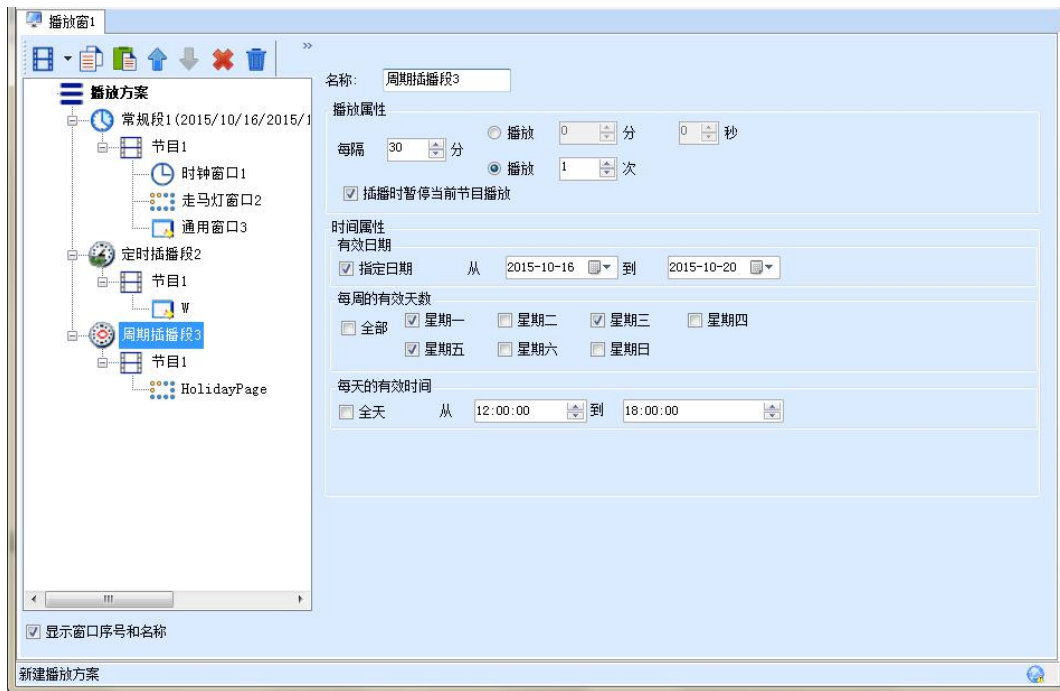 播放窗1
»
播放方案
常规段1(2015/10/16/2015/1
节目1
时钟窗口1
走马灯窗口2
通用窗口3
定时插播段2
节目1
W
周期插播段3
节目1
HolidayPage
显示窗口序号和名称
名称: 周期插播段3
播放属性
每隔 30 分
播放 0 分 0 秒
播放 1 次
插播时暂停当前节目播放
时间属性
有效日期
指定日期 从 2015-10-16 到 2015-10-20
每周的有效天数
全部 星期一 星期二 星期三 星期四
星期五 星期六 星期日
每天的有效时间
全天 从 12:00:00 到 18:00:00
新建播放方案